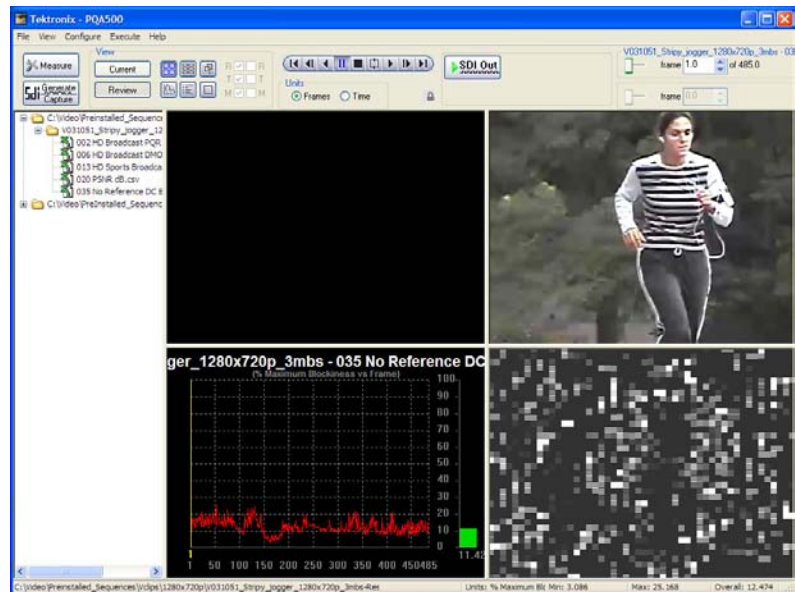 Tektronix - PQA500
File View Configure Execute Help
Measure
Generate
Capture
View
Current
Review
R R
T T
M M
SDI Out
Units
Frames Time
V031051_Stripy_jogger_1280x720p_3mbs - 03
frame 1.0 of 485.0
frame 0.0
C:\Video\Preinstalled_Sequenc
V031051_Stripy_jogger_12
002 HD Broadcast PQR
006 HD Broadcast DMO
013 HD Sports Broadca
020 PSNR dB.csv
035 No Reference DC B
C:\Video\PreInstalled_Sequenc
ger_1280x720p_3mbs - 035 No Reference DC
(% Maximum Blockiness vs frame)
100
90
80
70
60
50
40
30
20
10
0
11.42
1
1 50 100 150 200 250 300 350 400 450485
C:\Video\Preinstalled_Sequences\Vclips\1280x720p\V031051_Stripy_jogger_1280x720p_3mbs-Res
Units: % Maximum Blc Min: 3.086 Max: 25.168 Overall: 12.474